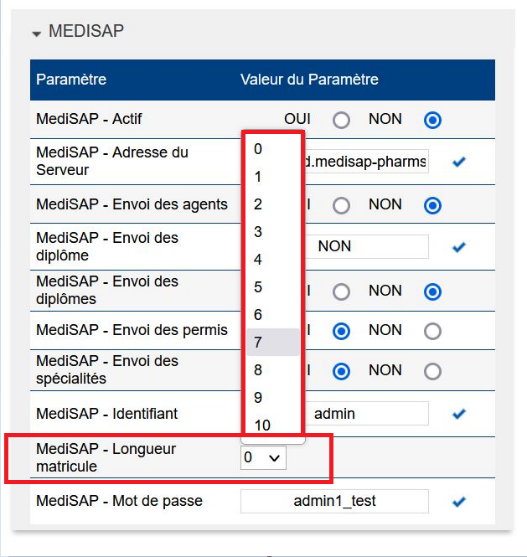 MEDISAP
Paramètre Valeur du Paramètre
MediSAP - Actif OUI NON
MediSAP - Adresse du
Serveur d.medisap-pharms
MediSAP - Envoi des agents I NON
MediSAP - Envoi des
diplôme NON
MediSAP - Envoi des
diplômes I NON
MediSAP - Envoi des permis I NON
MediSAP - Envoi des
spécialités I NON
MediSAP - Identifiant admin
0
1
2
3
4
5
6
7
8
9
10
MediSAP - Longueur
matricule 0
MediSAP - Mot de passe admin1_test